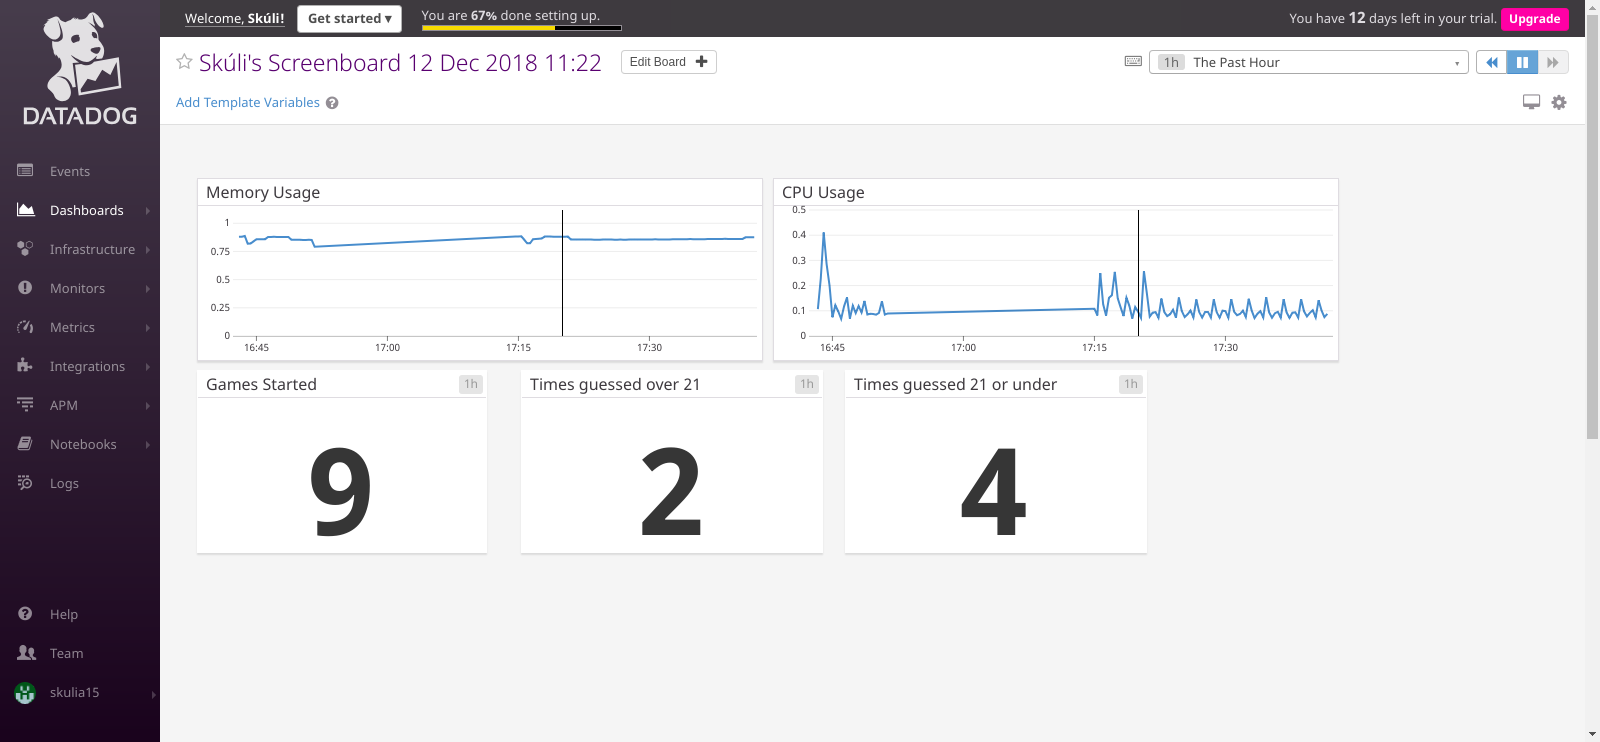 Welcome, Skúli!
Get started ▾
You are 67% done setting up.
You have 12 days left in your trial.
Upgrade
DATADOG
Events
Dashboards
Infrastructure
Monitors
Metrics
Integrations
APM
Notebooks
Logs
Help
Team
skulia15
Skúli's Screenboard 12 Dec 2018 11:22
Edit Board
1h The Past Hour
Add Template Variables
Memory Usage
1
0.75
0.5
0.25
0
16:45 17:00 17:15 17:30
CPU Usage
0.5
0.4
0.3
0.2
0.1
0
16:45 17:00 17:15 17:30
Games Started 1h
9
Times guessed over 21 1h
2
Times guessed 21 or under 1h
4